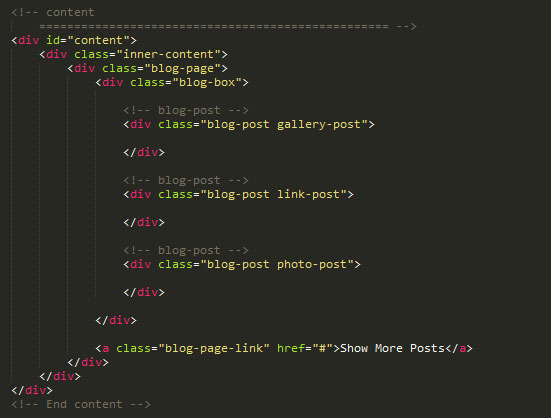 <!-- content
================================================== -->
<div id="content">
<div class="inner-content">
<div class="blog-page">
<div class="blog-box">
<!-- blog-post -->
<div class="blog-post gallery-post">
</div>
<!-- blog-post -->
<div class="blog-post link-post">
</div>
<!-- blog-post -->
<div class="blog-post photo-post">
</div>
</div>
<a class="blog-page-link" href="#">Show More Posts</a>
</div>
</div>
</div>
<!-- End content -->